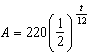 A = 220(1/2)^(t/12)